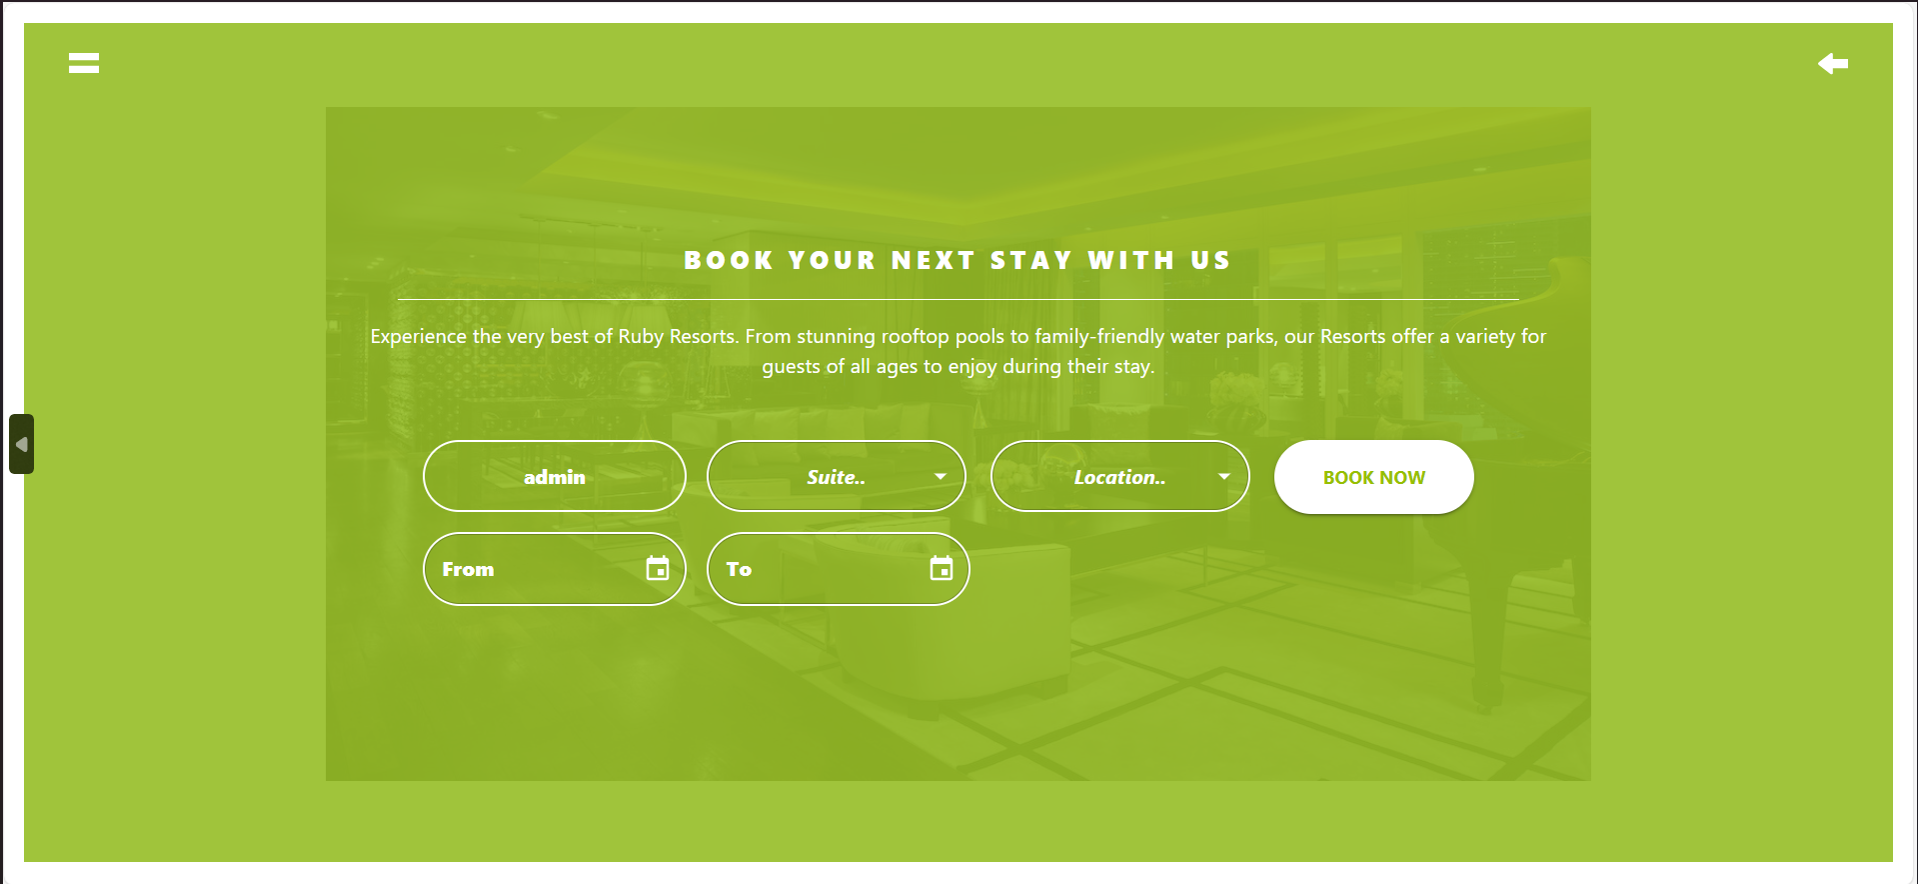 BOOK YOUR NEXT STAY WITH US
Experience the very best of Ruby Resorts. From stunning rooftop pools to family-friendly water parks, our Resorts offer a variety for
guests of all ages to enjoy during their stay.
admin
Suite..
Location..
BOOK NOW
From
To